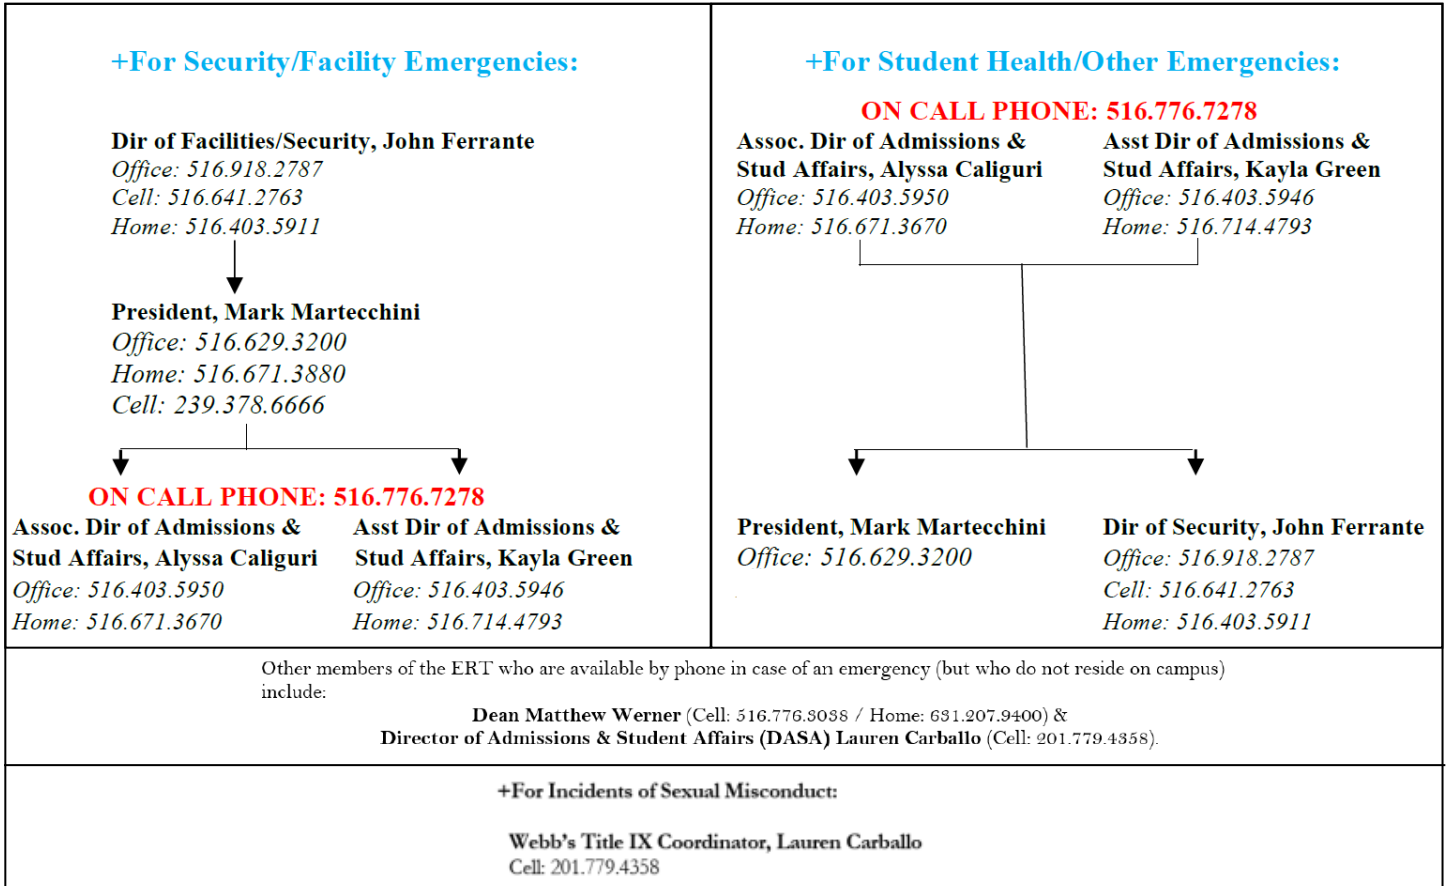 +For Security/Facility Emergencies:
Dir of Facilities/Security, John Ferrante
Office: 516.918.2787
Cell: 516.641.2763
Home: 516.403.5911
President, Mark Martecchini
Office: 516.629.3200
Home: 516.671.3880
Cell: 239.378.6666
ON CALL PHONE: 516.776.7278
Assoc. Dir of Admissions &
Stud Affairs, Alyssa Caliguri
Office: 516.403.5950
Home: 516.671.3670
Asst Dir of Admissions &
Stud Affairs, Kayla Green
Office: 516.403.5946
Home: 516.714.4793
+For Student Health/Other Emergencies:
ON CALL PHONE: 516.776.7278
Assoc. Dir of Admissions &
Stud Affairs, Alyssa Caliguri
Office: 516.403.5950
Home: 516.671.3670
Asst Dir of Admissions &
Stud Affairs, Kayla Green
Office: 516.403.5946
Home: 516.714.4793
President, Mark Martecchini
Office: 516.629.3200
Dir of Security, John Ferrante
Office: 516.918.2787
Cell: 516.641.2763
Home: 516.403.5911
Other members of the ERT who are available by phone in case of an emergency (but who do not reside on campus)
include:
Dean Matthew Werner (Cell: 516.776.3038 / Home: 631.207.9400) &
Director of Admissions & Student Affairs (DASA) Lauren Carballo (Cell: 201.779.4358).
+For Incidents of Sexual Misconduct:
Webb's Title IX Coordinator, Lauren Carballo
Cell: 201.779.4358